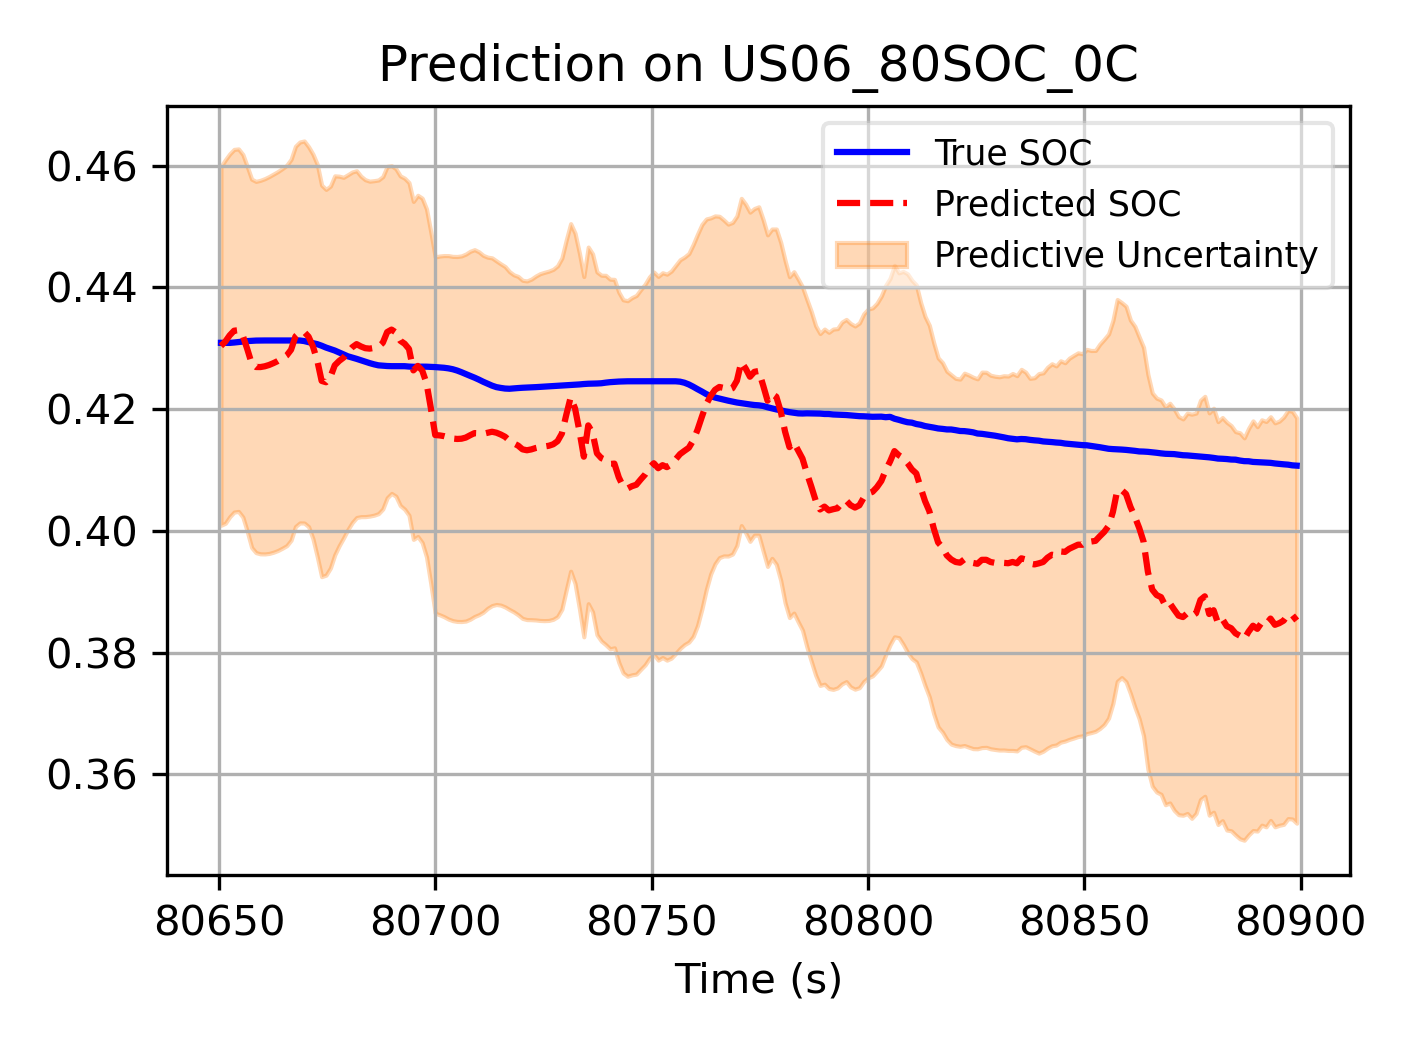 Prediction on US06_80SOC_0C
True SOC
Predicted SOC
Predictive Uncertainty
0.46
0.44
0.42
0.40
0.38
0.36
80650 80700 80750 80800 80850 80900
Time (s)